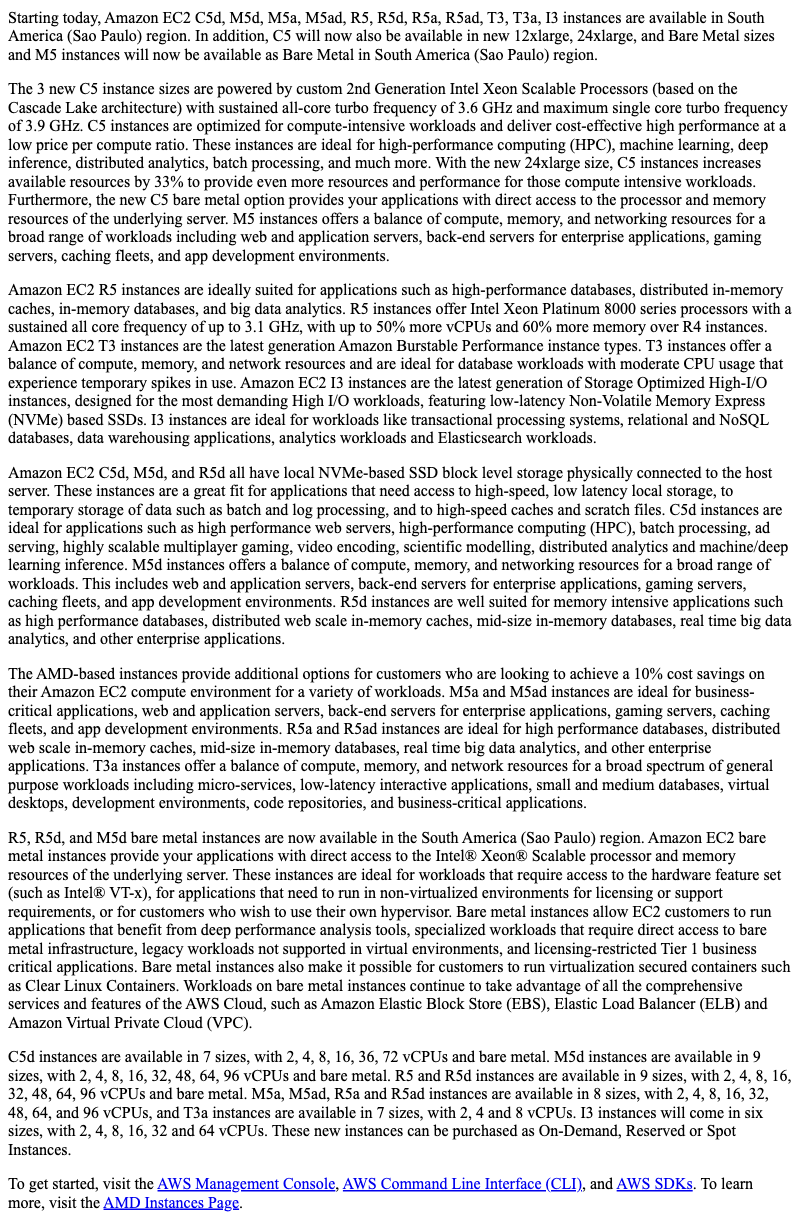 Starting today, Amazon EC2 C5d, M5d, M5a, M5ad, R5, R5d, R5a, R5ad, T3, T3a, I3 instances are available in South
America (Sao Paulo) region. In addition, C5 will now also be available in new 12xlarge, 24xlarge, and Bare Metal sizes
and M5 instances will now be available as Bare Metal in South America (Sao Paulo) region.
The 3 new C5 instance sizes are powered by custom 2nd Generation Intel Xeon Scalable Processors (based on the
Cascade Lake architecture) with sustained all-core turbo frequency of 3.6 GHz and maximum single core turbo frequency
of 3.9 GHz. C5 instances are optimized for compute-intensive workloads and deliver cost-effective high performance at a
low price per compute ratio. These instances are ideal for high-performance computing (HPC), machine learning, deep
inference, distributed analytics, batch processing, and much more. With the new 24xlarge size, C5 instances increases
available resources by 33% to provide even more resources and performance for those compute intensive workloads.
Furthermore, the new C5 bare metal option provides your applications with direct access to the processor and memory
resources of the underlying server. M5 instances offers a balance of compute, memory, and networking resources for a
broad range of workloads including web and application servers, back-end servers for enterprise applications, gaming
servers, caching fleets, and app development environments.
Amazon EC2 R5 instances are ideally suited for applications such as high-performance databases, distributed in-memory
caches, in-memory databases, and big data analytics. R5 instances offer Intel Xeon Platinum 8000 series processors with a
sustained all core frequency of up to 3.1 GHz, with up to 50% more vCPUs and 60% more memory over R4 instances.
Amazon EC2 T3 instances are the latest generation Amazon Burstable Performance instance types. T3 instances offer a
balance of compute, memory, and network resources and are ideal for database workloads with moderate CPU usage that
experience temporary spikes in use. Amazon EC2 I3 instances are the latest generation of Storage Optimized High-I/O
instances, designed for the most demanding High I/O workloads, featuring low-latency Non-Volatile Memory Express
(NVMe) based SSDs. I3 instances are ideal for workloads like transactional processing systems, relational and NoSQL
databases, data warehousing applications, analytics workloads and Elasticsearch workloads.
Amazon EC2 C5d, M5d, and R5d all have local NVMe-based SSD block level storage physically connected to the host
server. These instances are a great fit for applications that need access to high-speed, low latency local storage, to
temporary storage of data such as batch and log processing, and to high-speed caches and scratch files. C5d instances are
ideal for applications such as high performance web servers, high-performance computing (HPC), batch processing, ad
serving, highly scalable multiplayer gaming, video encoding, scientific modelling, distributed analytics and machine/deep
learning inference. M5d instances offers a balance of compute, memory, and networking resources for a broad range of
workloads. This includes web and application servers, back-end servers for enterprise applications, gaming servers,
caching fleets, and app development environments. R5d instances are well suited for memory intensive applications such
as high performance databases, distributed web scale in-memory caches, mid-size in-memory databases, real time big data
analytics, and other enterprise applications.
The AMD-based instances provide additional options for customers who are looking to achieve a 10% cost savings on
their Amazon EC2 compute environment for a variety of workloads. M5a and M5ad instances are ideal for business-
critical applications, web and application servers, back-end servers for enterprise applications, gaming servers, caching
fleets, and app development environments. R5a and R5ad instances are ideal for high performance databases, distributed
web scale in-memory caches, mid-size in-memory databases, real time big data analytics, and other enterprise
applications. T3a instances offer a balance of compute, memory, and network resources for a broad spectrum of general
purpose workloads including micro-services, low-latency interactive applications, small and medium databases, virtual
desktops, development environments, code repositories, and business-critical applications.
R5, R5d, and M5d bare metal instances are now available in the South America (Sao Paulo) region. Amazon EC2 bare
metal instances provide your applications with direct access to the Intel® Xeon® Scalable processor and memory
resources of the underlying server. These instances are ideal for workloads that require access to the hardware feature set
(such as Intel® VT-x), for applications that need to run in non-virtualized environments for licensing or support
requirements, or for customers who wish to use their own hypervisor. Bare metal instances allow EC2 customers to run
applications that benefit from deep performance analysis tools, specialized workloads that require direct access to bare
metal infrastructure, legacy workloads not supported in virtual environments, and licensing-restricted Tier 1 business
critical applications. Bare metal instances also make it possible for customers to run virtualization secured containers such
as Clear Linux Containers. Workloads on bare metal instances continue to take advantage of all the comprehensive
services and features of the AWS Cloud, such as Amazon Elastic Block Store (EBS), Elastic Load Balancer (ELB) and
Amazon Virtual Private Cloud (VPC).
C5d instances are available in 7 sizes, with 2, 4, 8, 16, 36, 72 vCPUs and bare metal. M5d instances are available in 9
sizes, with 2, 4, 8, 16, 32, 48, 64, 96 vCPUs and bare metal. R5 and R5d instances are available in 9 sizes, with 2, 4, 8, 16,
32, 48, 64, 96 vCPUs and bare metal. M5a, M5ad, R5a and R5ad instances are available in 8 sizes, with 2, 4, 8, 16, 32,
48, 64, and 96 vCPUs, and T3a instances are available in 7 sizes, with 2, 4 and 8 vCPUs. I3 instances will come in six
sizes, with 2, 4, 8, 16, 32 and 64 vCPUs. These new instances can be purchased as On-Demand, Reserved or Spot
Instances.
To get started, visit the AWS Management Console, AWS Command Line Interface (CLI), and AWS SDKs. To learn
more, visit the AMD Instances Page.